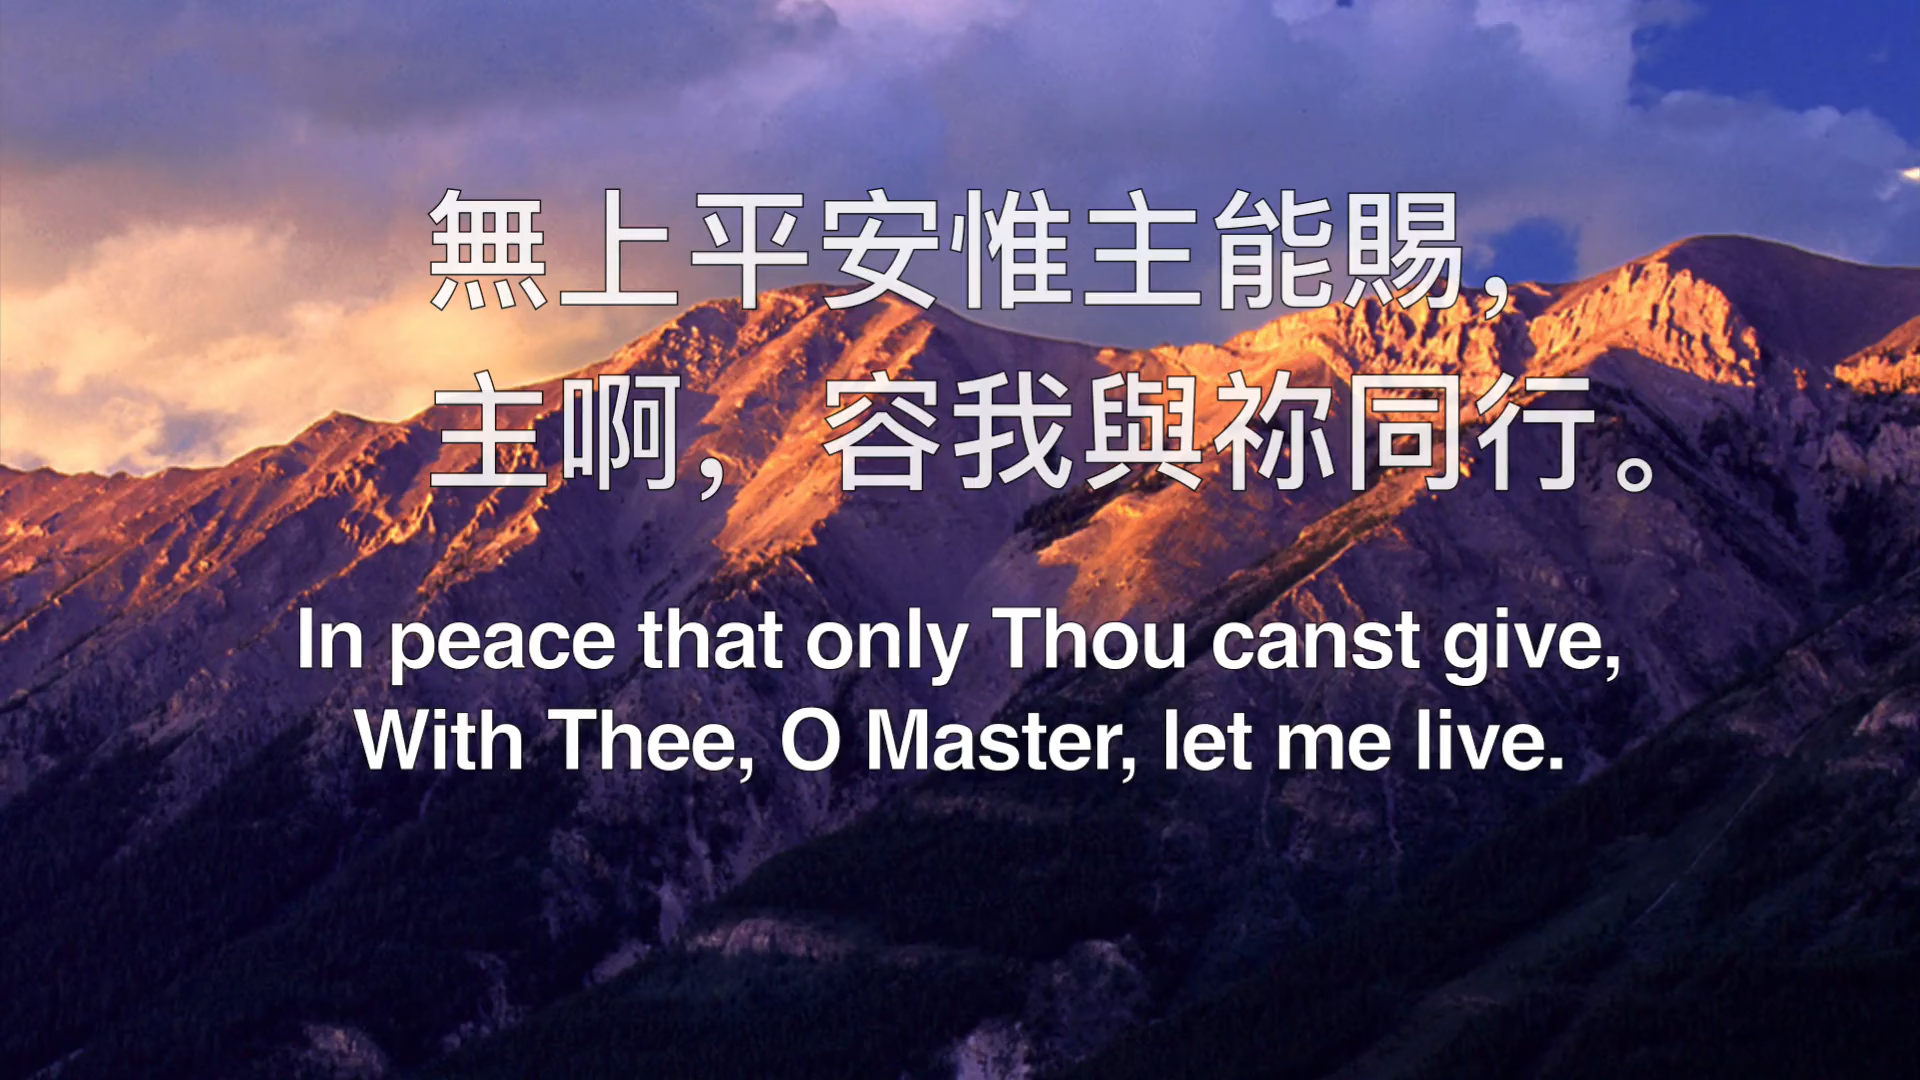 無上平安惟主能賜，
主啊，容我與祢同行。
In peace that only Thou canst give,
With Thee, O Master, let me live.